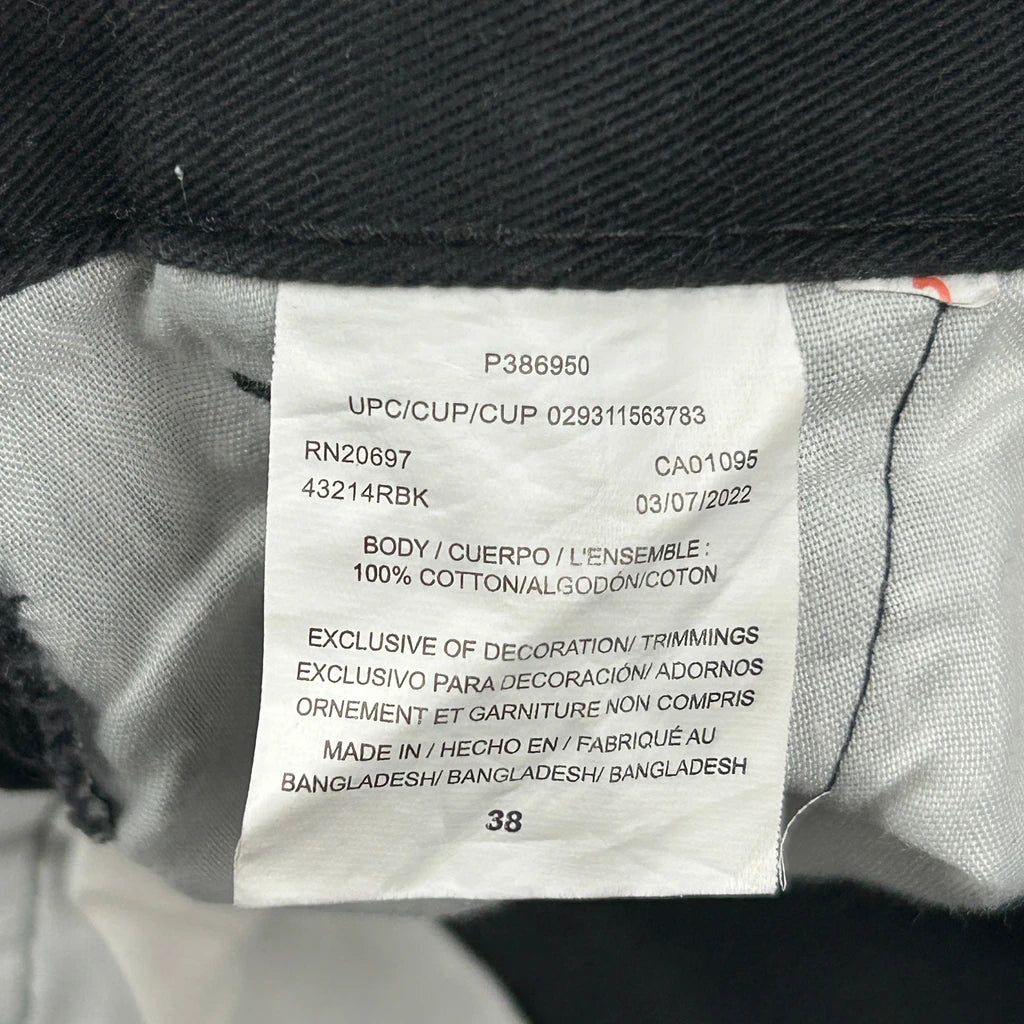 P386950
UPC/CUP/CUP 029311563783
RN20697 CA01095
43214RBK 03/07/2022
BODY / CUERPO / L'ENSEMBLE :
100% COTTON/ALGODÓN/COTON
EXCLUSIVE OF DECORATION/ TRIMMINGS
EXCLUSIVO PARA DECORACIÓN/ ADORNOS
ORNEMENT ET GARNITURE NON COMPRIS
MADE IN / HECHO EN / FABRIQUÉ AU
BANGLADESH/ BANGLADESH/ BANGLADESH
38